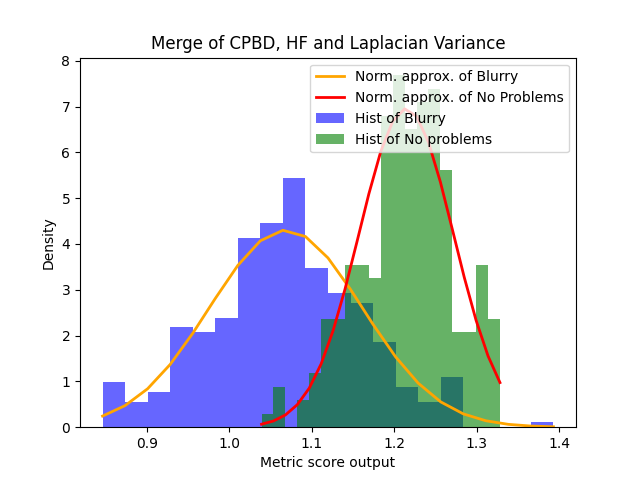 Merge of CPBD, HF and Laplacian Variance
Norm. approx. of Blurry
Norm. approx. of No Problems
Hist of Blurry
Hist of No problems
8
7
6
5
4
3
2
1
0
Density
0.9
1.0
1.1
1.2
1.3
1.4
Metric score output